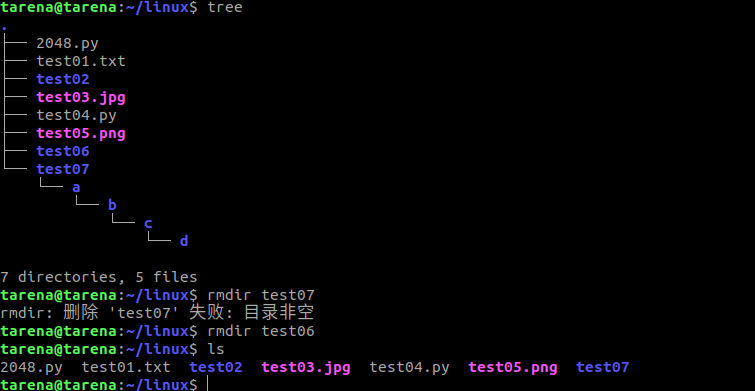 tarena@tarena:~/linux$ tree
.
├── 2048.py
├── test01.txt
├── test02
├── test03.jpg
├── test04.py
├── test05.png
├── test06
└── test07
    └── a
        └── b
            └── c
                └── d
7 directories, 5 files
tarena@tarena:~/linux$ rmdir test07
rmdir: 删除 'test07' 失败: 目录非空
tarena@tarena:~/linux$ rmdir test06
tarena@tarena:~/linux$ ls
2048.py  test01.txt  test02  test03.jpg  test04.py  test05.png  test07
tarena@tarena:~/linux$